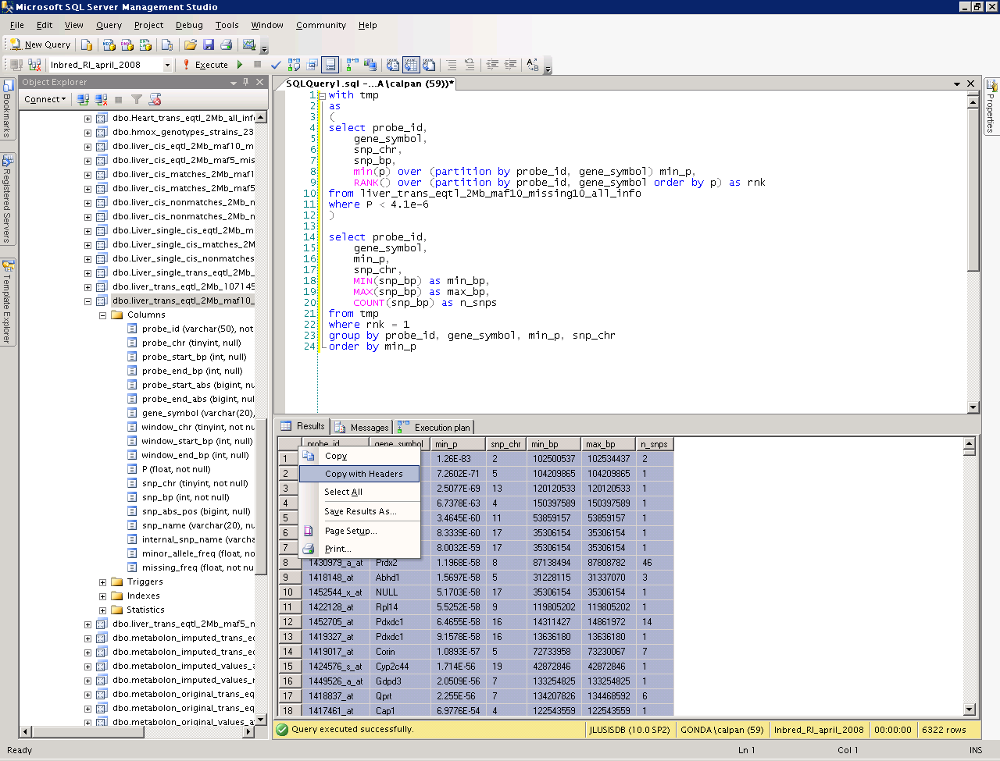 Microsoft SQL Server Management Studio
File Edit View Query Project Debug Tools Window Community Help
New Query
Inbred_RI_april_2008 Execute
Object Explorer
Connect
Bookmarks
Registered Servers
Template Explorer
Properties
dbo.Heart_trans_eqtl_2Mb_all_info
dbo.hmox_genotypes_strains_23
dbo.liver_cis_eqtl_2Mb_maf10_m
dbo.liver_cis_eqtl_2Mb_maf5_mis
dbo.liver_cis_matches_2Mb_maf1
dbo.liver_cis_matches_2Mb_maf5
dbo.liver_cis_nonmatches_2Mb_m
dbo.liver_cis_nonmatches_2Mb_n
dbo.Liver_single_cis_eqtl_2Mb_m
dbo.Liver_single_cis_matches_2M
dbo.Liver_single_cis_nonmatches
dbo.Liver_single_trans_eqtl_2Mb_
dbo.liver_trans_eqtl_2Mb_107145
dbo.liver_trans_eqtl_2Mb_maf10_
Columns
probe_id (varchar(50), not
probe_chr (tinyint, null)
probe_start_bp (int, null)
probe_end_bp (int, null)
probe_start_abs (bigint, nu
probe_end_abs (bigint, nu
gene_symbol (varchar(20),
window_chr (tinyint, not nu
window_start_bp (int, null)
window_end_bp (int, null)
P (float, not null)
snp_chr (tinyint, not null)
snp_bp (int, not null)
snp_abs_pos (bigint, null)
snp_name (varchar(20), nu
internal_snp_name (varcha
minor_allele_freq (float, no
missing_freq (float, not nu
Triggers
Indexes
Statistics
dbo.liver_trans_eqtl_2Mb_maf5_n
dbo.metabolon_imputed_trans_ec
dbo.metabolon_imputed_trans_ec
dbo.metabolon_imputed_values_a
dbo.metabolon_imputed_values_n
dbo.metabolon_original_trans_eq
dbo.metabolon_original_trans_eq
dbo.metabolon_original_values_a
SQLQuery1.sql -...A\calpan (59))*
1 with tmp
2 as
3 (
4 select probe_id,
5 gene_symbol,
6 snp_chr,
7 snp_bp,
8 min(p) over (partition by probe_id, gene_symbol) min_p,
9 RANK() over (partition by probe_id, gene_symbol order by p) as rnk
10 from liver_trans_eqtl_2Mb_maf10_missing10_all_info
11 where P < 4.1e-6
12 )
13
14 select probe_id,
15 gene_symbol,
16 min_p,
17 snp_chr,
18 MIN(snp_bp) as min_bp,
19 MAX(snp_bp) as max_bp,
20 COUNT(snp_bp) as n_snps
21 from tmp
22 where rnk = 1
23 group by probe_id, gene_symbol, min_p, snp_chr
24 order by min_p
Results Messages Execution plan
probe_id gene_symbol min_p snp_chr min_bp max_bp n_snps
1 1.26E-83 2 102500537 102534437 2
2 7.2602E-71 5 104209865 104209865 1
3 2.5077E-69 13 120120533 120120533 1
4 6.7378E-63 4 150397589 150397589 1
5 3.4645E-60 11 53859157 53859157 1
6 8.3339E-60 17 35306154 35306154 1
7 8.0032E-59 17 35306154 35306154 1
8 1430979_a_at Prdx2 1.1968E-58 8 87138494 87808782 46
9 1418148_at Abhd1 1.5697E-58 5 31228115 31337070 3
10 1452544_x_at NULL 5.1703E-58 17 35306154 35306154 1
11 1422128_at Rpl14 5.5252E-58 9 119805202 119805202 1
12 1452705_at Pdxdc1 6.4655E-58 16 14311427 14861972 14
13 1419327_at Pdxdc1 9.1578E-58 16 13636180 13636180 1
14 1419017_at Corin 1.0893E-57 5 72733958 73230067 7
15 1424576_s_at Cyp2c44 1.714E-56 19 42872846 42872846 1
16 1449526_a_at Gdpd3 2.0509E-56 7 133254825 133254825 1
17 1418837_at Qprt 2.255E-56 7 134207826 134468592 6
18 1417461_at Cap1 6.9776E-54 4 122543559 122543559 1
Copy
Copy with Headers
Select All
Save Results As...
Page Setup...
Print...
Query executed successfully. JLUSISDB (10.0 SP2) GONDA\calpan (59) Inbred_RI_april_2008 00:00:00 6322 rows
Ready Ln 1 Col 1 INS